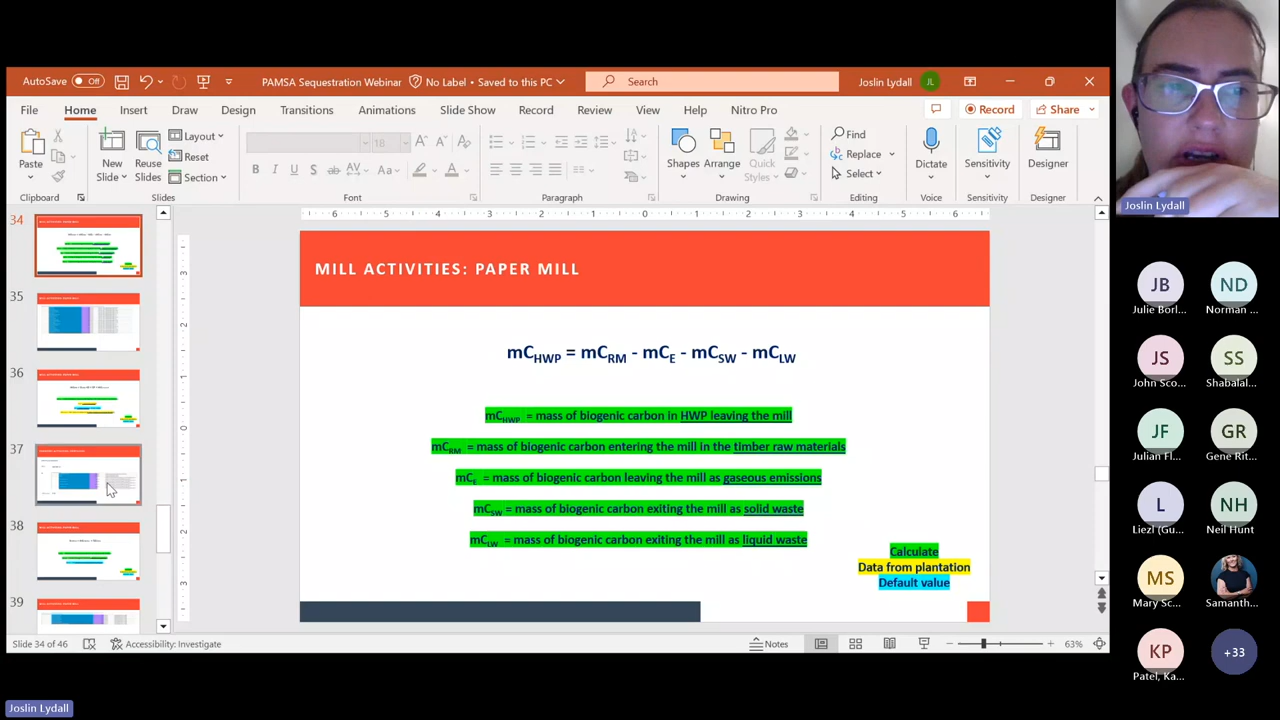 AutoSave Off PAMSA Sequestration Webinar No Label • Saved to this PC Search Joslin Lydall JL
File Home Insert Draw Design Transitions Animations Slide Show Record Review View Help Nitro Pro Record Share
Paste New Slide Reuse Slides Layout Reset Section 18 Shapes Arrange Quick Styles Find Replace Select Dictate Sensitivity Designer
Clipboard Slides Font Paragraph Drawing Editing Voice Sensitivity Designer
34
35
36
37
38
39
MILL ACTIVITIES: PAPER MILL
mCHWP = mCRM - mCE - mCSW - mCLW
mCHWP = mass of biogenic carbon in HWP leaving the mill
mCRM = mass of biogenic carbon entering the mill in the timber raw materials
mCE = mass of biogenic carbon leaving the mill as gaseous emissions
mCSW = mass of biogenic carbon exiting the mill as solid waste
mCLW = mass of biogenic carbon exiting the mill as liquid waste
Calculate
Data from plantation
Default value
Slide 34 of 46 Accessibility: Investigate Notes 63%
Joslin Lydall
JB ND
Julie Borl... Norman ...
JS SS
John Sco... Shabalal...
JF GR
Julian Fl... Gene Rit...
L NH
Liezl (Gu... Neil Hunt
MS
Mary Sc... Samanth...
KP +33
Patel, Ka...
Joslin Lydall